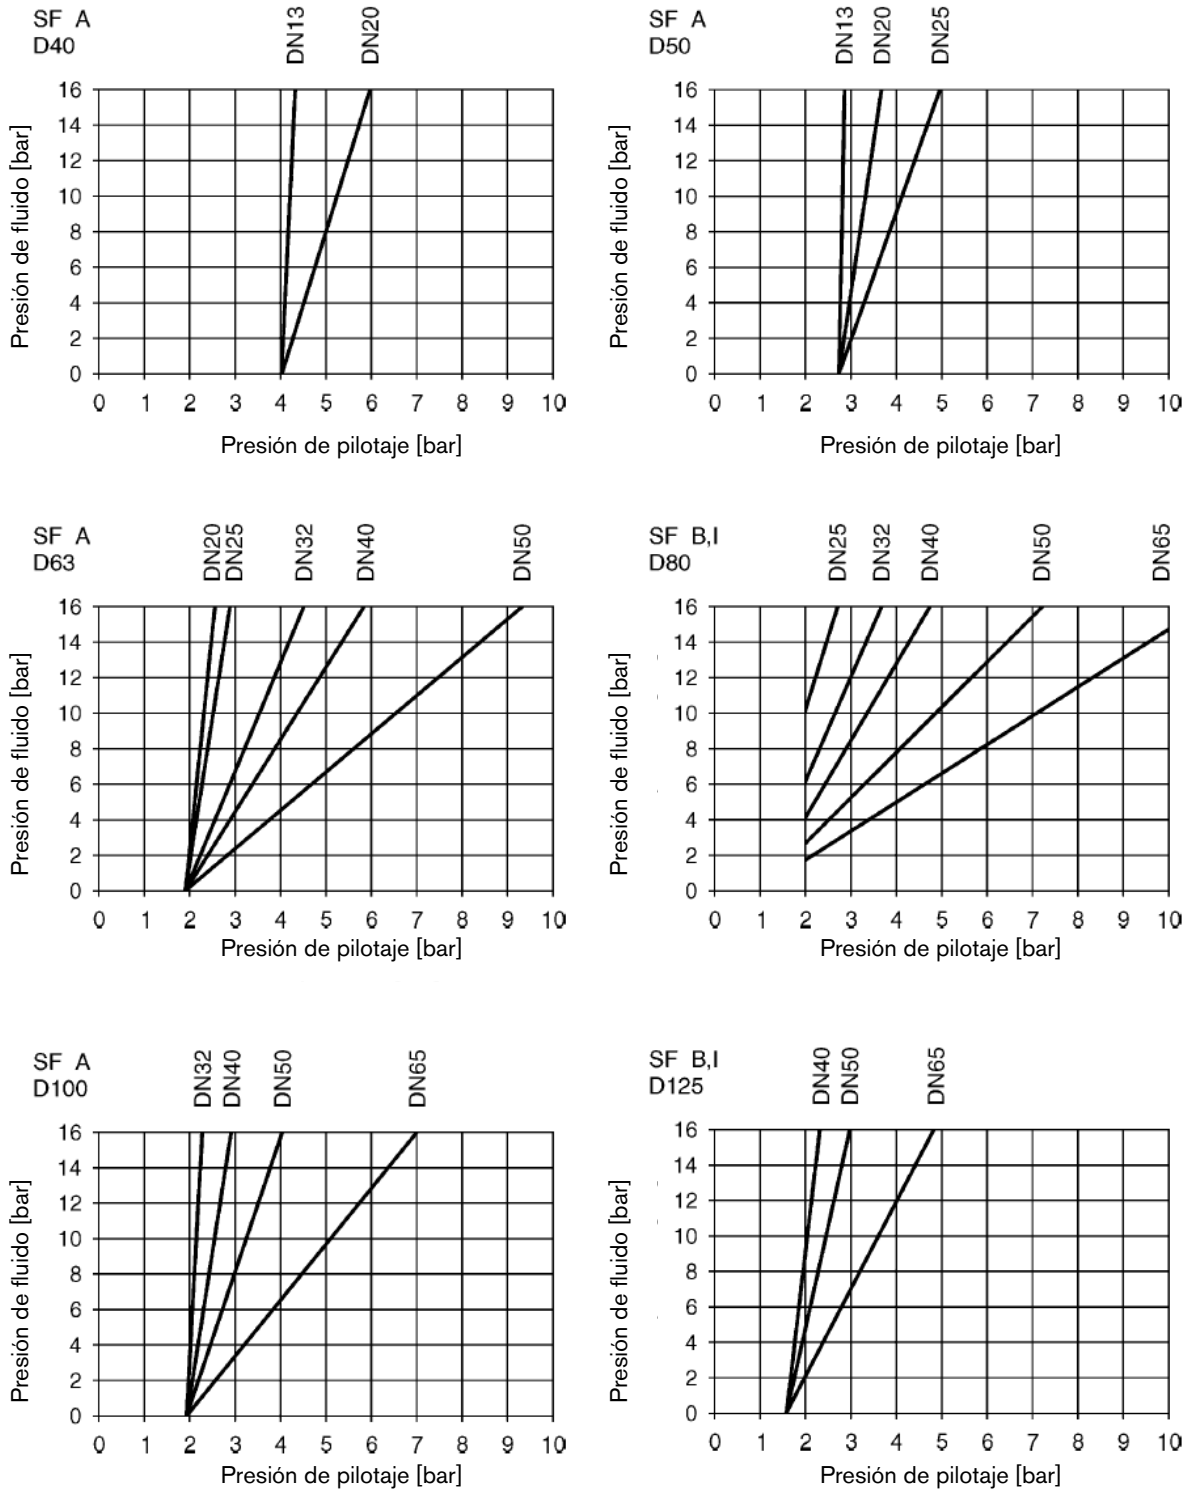 SF A
D40
DN13
DN20
Presión de fluido [bar]
16
14
12
10
8
6
4
2
0
0 1 2 3 4 5 6 7 8 9 10
Presión de pilotaje [bar]
SF A
D50
DN13
DN20
DN25
Presión de fluido [bar]
16
14
12
10
8
6
4
2
0
0 1 2 3 4 5 6 7 8 9 10
Presión de pilotaje [bar]
SF A
D63
DN20
DN25
DN32
DN40
DN50
Presión de fluido [bar]
16
14
12
10
8
6
4
2
0
0 1 2 3 4 5 6 7 8 9 10
Presión de pilotaje [bar]
SF B,I
D80
DN25
DN32
DN40
DN50
DN65
Presión de fluido [bar]
16
14
12
10
8
6
4
2
0
0 1 2 3 4 5 6 7 8 9 10
Presión de pilotaje [bar]
SF A
D100
DN32
DN40
DN50
DN65
Presión de fluido [bar]
16
14
12
10
8
6
4
2
0
0 1 2 3 4 5 6 7 8 9 10
Presión de pilotaje [bar]
SF B,I
D125
DN40
DN50
DN65
Presión de fluido [bar]
16
14
12
10
8
6
4
2
0
0 1 2 3 4 5 6 7 8 9 10
Presión de pilotaje [bar]